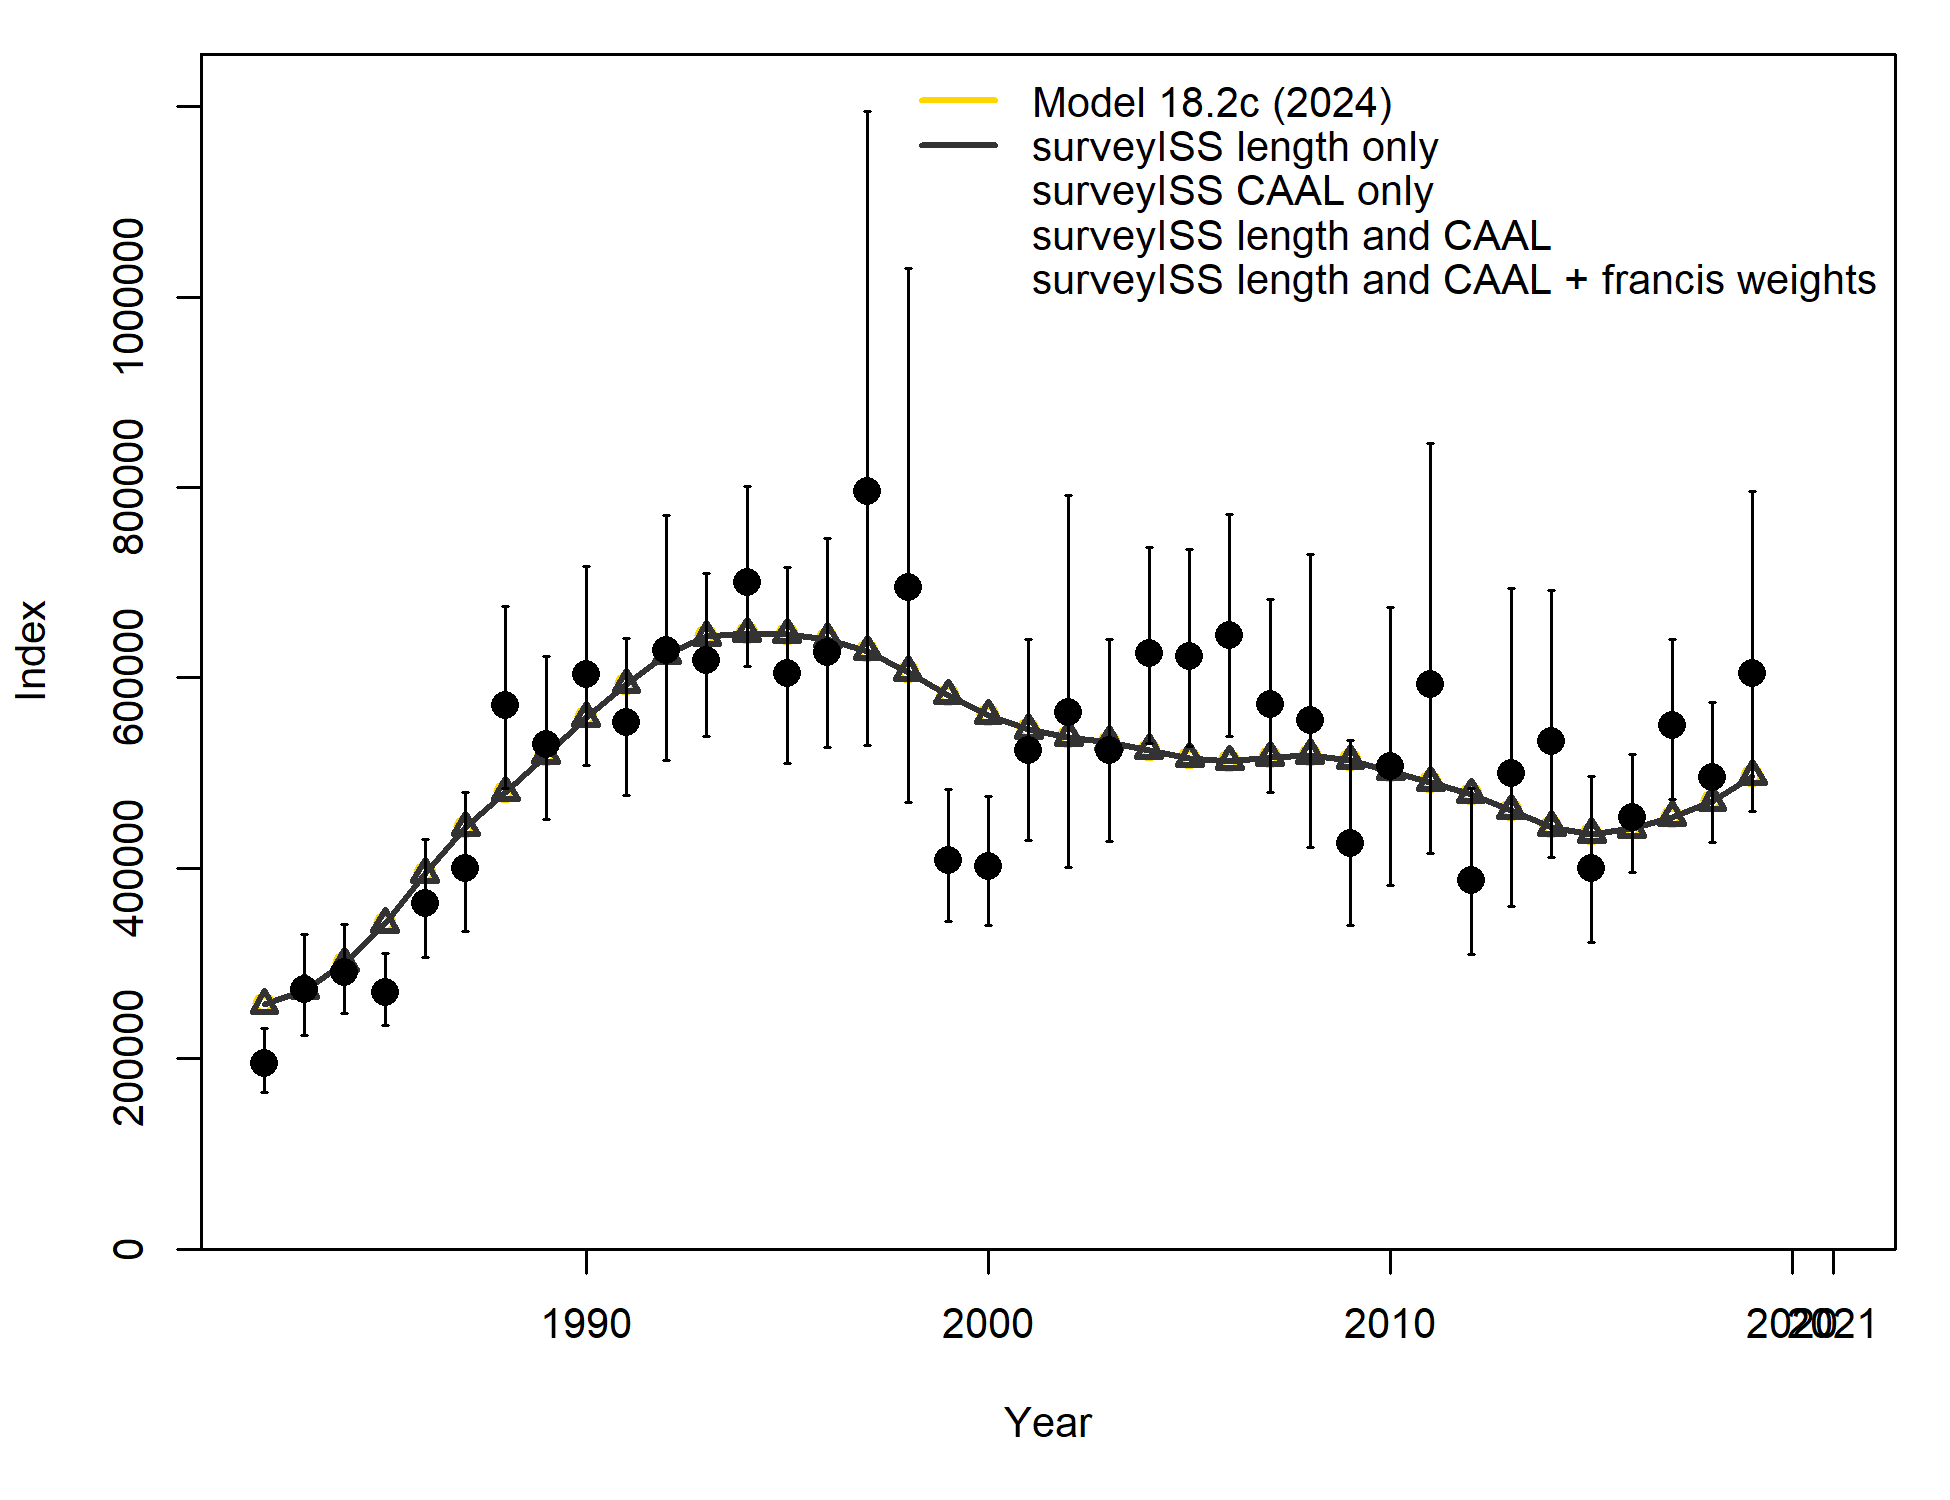 Model 18.2c (2024)
surveyISS length only
surveyISS CAAL only
surveyISS length and CAAL
surveyISS length and CAAL + francis weights
Index
1000000
800000
600000
400000
200000
0
1990
2000
2010
2020
2021
Year